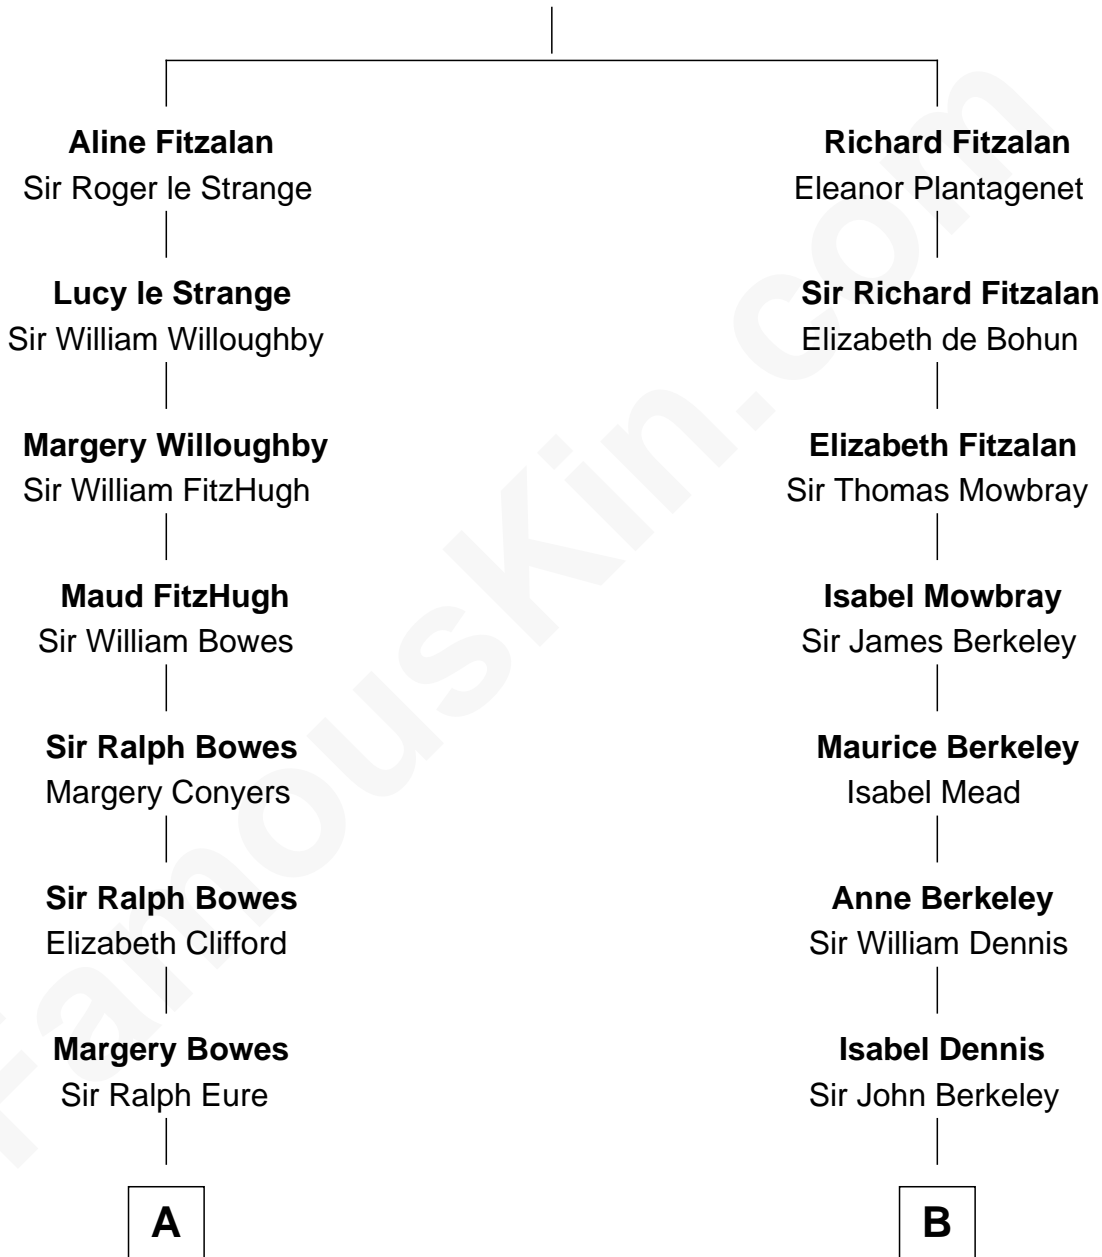 Aline Fitzalan
Sir Roger le Strange
Lucy le Strange
Sir William Willoughby
Margery Willoughby
Sir William FitzHugh
Maud FitzHugh
Sir William Bowes
Sir Ralph Bowes
Margery Conyers
Sir Ralph Bowes
Elizabeth Clifford
Margery Bowes
Sir Ralph Eure
A
Richard Fitzalan
Eleanor Plantagenet
Sir Richard Fitzalan
Elizabeth de Bohun
Elizabeth Fitzalan
Sir Thomas Mowbray
Isabel Mowbray
Sir James Berkeley
Maurice Berkeley
Isabel Mead
Anne Berkeley
Sir William Dennis
Isabel Dennis
Sir John Berkeley
B
FamousKin.com